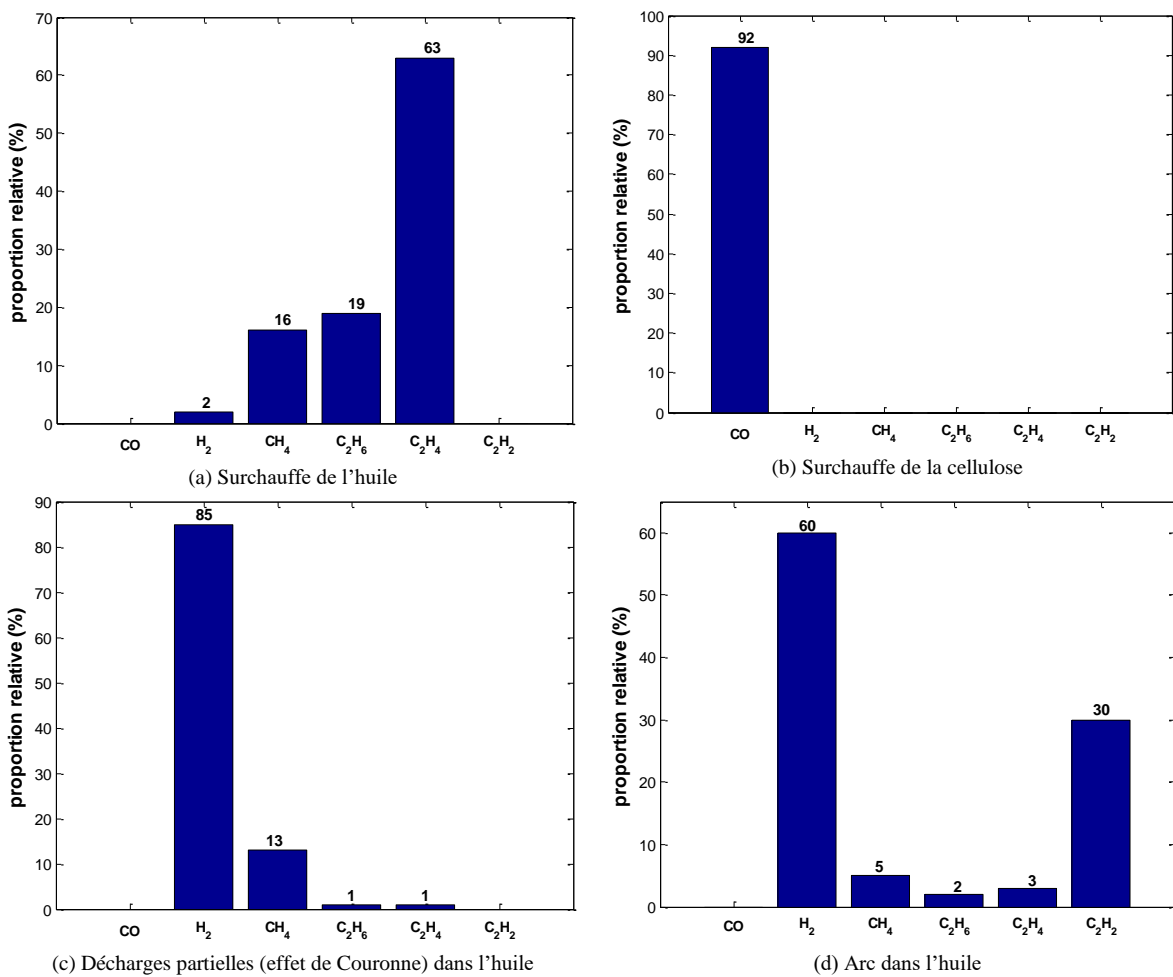 proportion relative (%)
70
60
50
40
30
20
10
0
2
16
19
63
CO
H₂
CH₄
C₂H₆
C₂H₄
C₂H₂
(a) Surchauffe de l’huile
proportion relative (%)
100
90
80
70
60
50
40
30
20
10
0
92
CO
H₂
CH₄
C₂H₆
C₂H₄
C₂H₂
(b) Surchauffe de la cellulose
proportion relative (%)
90
80
70
60
50
40
30
20
10
0
85
13
1
1
CO
H₂
CH₄
C₂H₆
C₂H₄
C₂H₂
(c) Décharges partielles (effet de Couronne) dans l’huile
proportion relative (%)
60
50
40
30
20
10
0
60
5
2
3
30
CO
H₂
CH₄
C₂H₆
C₂H₄
C₂H₂
(d) Arc dans l’huile